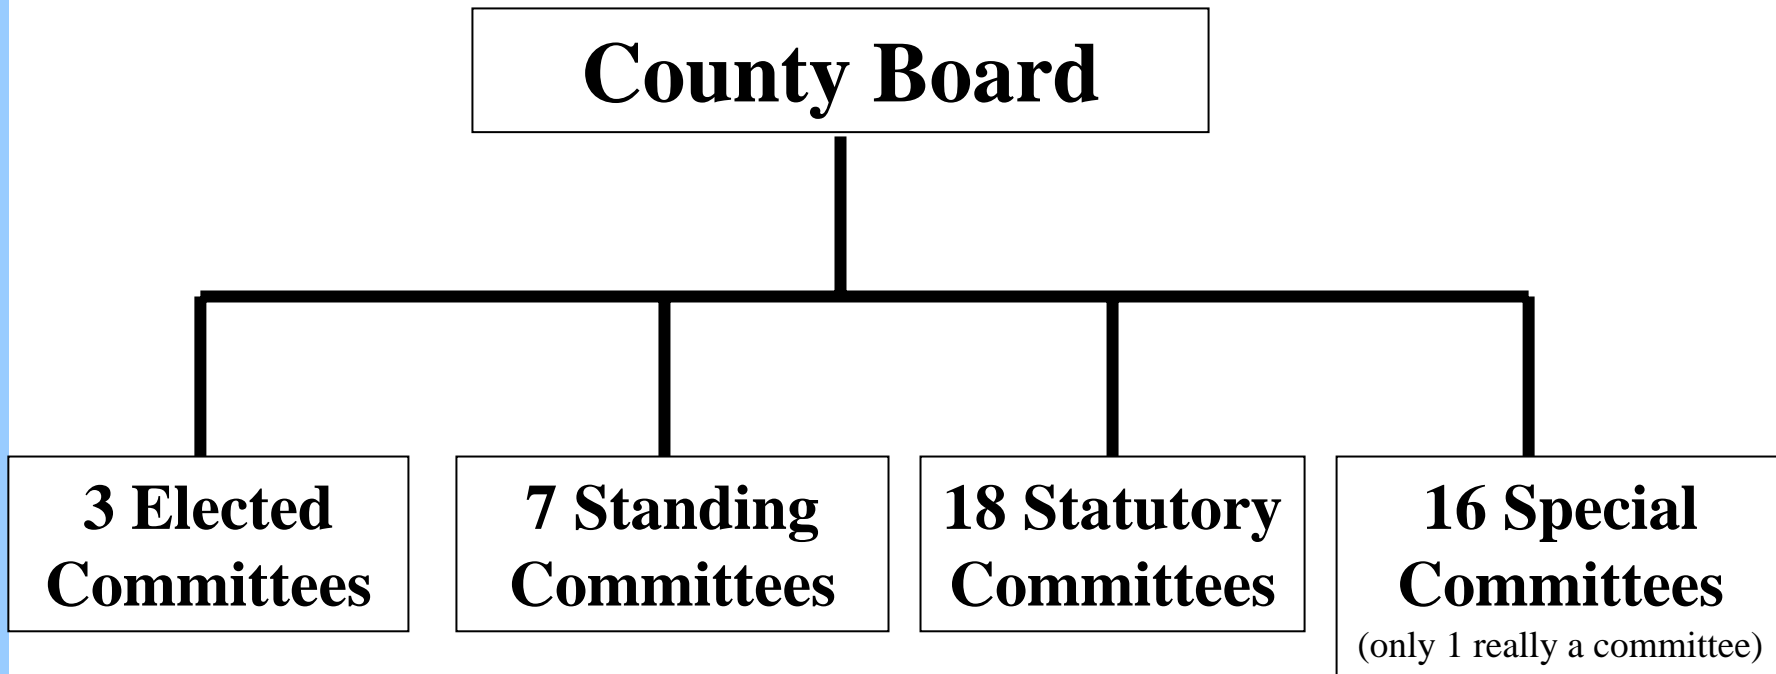 County Board
3 Elected
Committees
7 Standing
Committees
18 Statutory
Committees
16 Special
Committees
(only 1 really a committee)